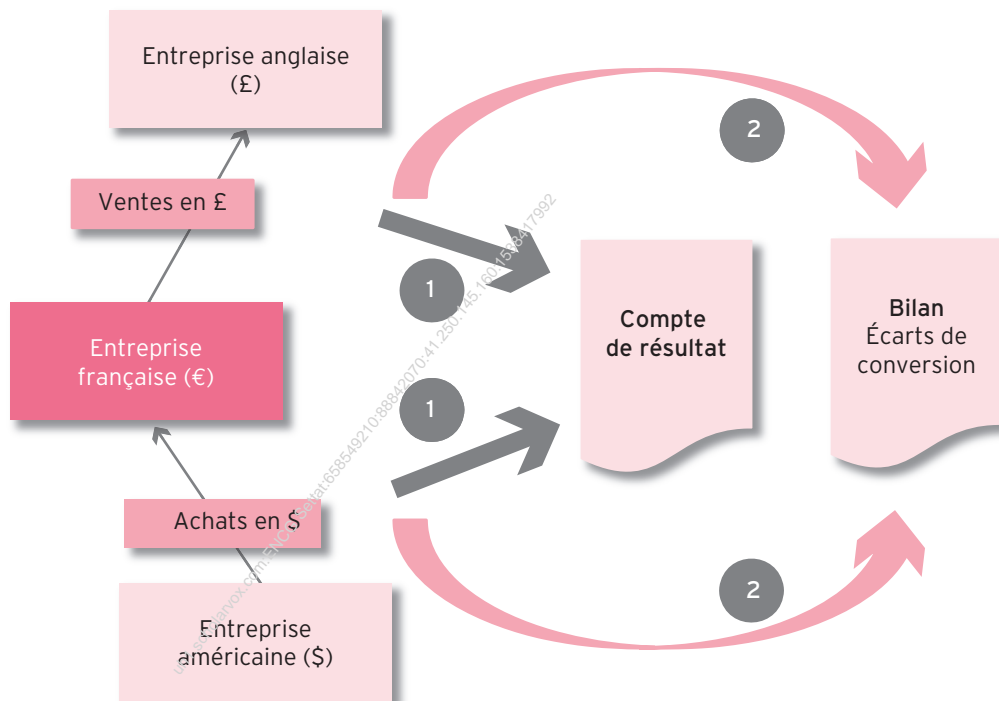 Entreprise anglaise
(£)
2
Ventes en £
1
Entreprise
française (€)
Compte
de résultat
Bilan
Écarts de
conversion
1
Achats en $
2
Entreprise
américaine ($)